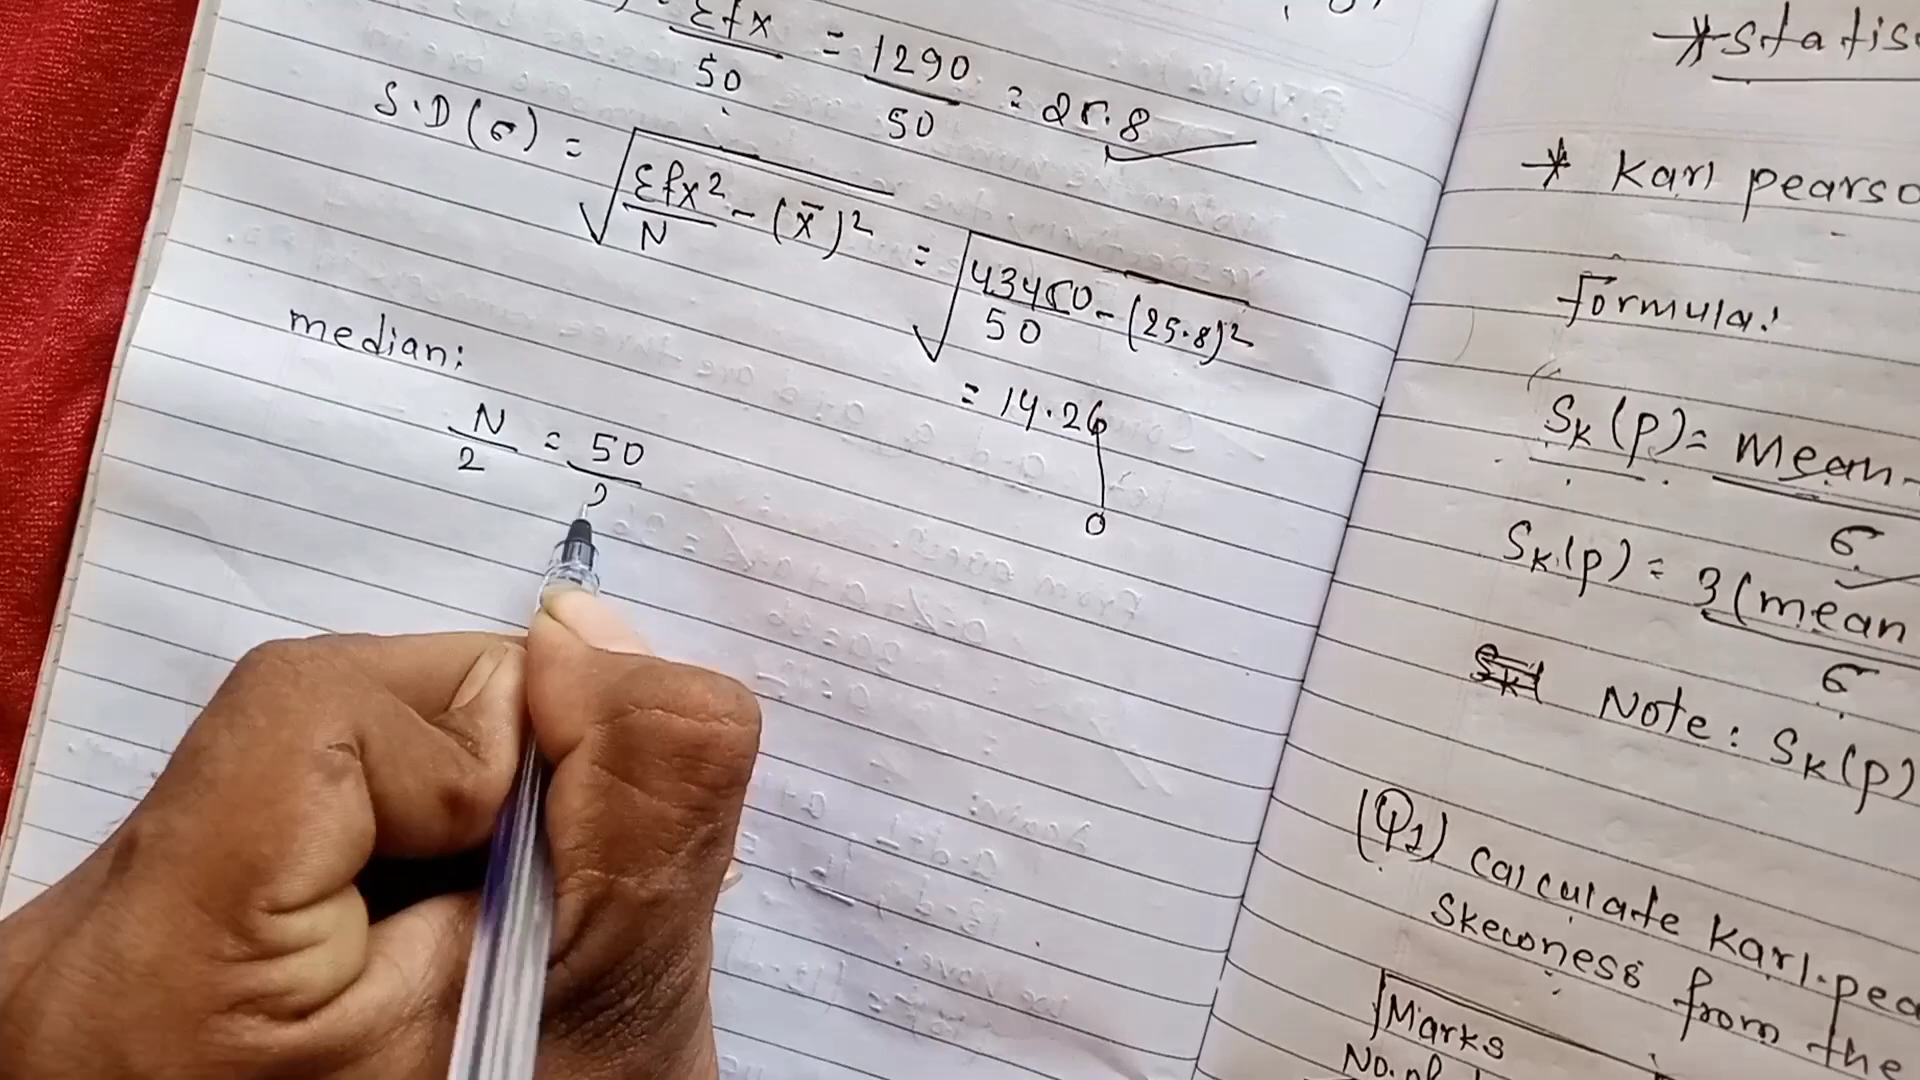 Σfx/50 = 1290/50 = 25.8
S.D(σ) = √(Σfx²/N - (x̄)²) = √(43450/50 - (25.8)²)
= 14.26
median:
N/2 = 50/2
*statis
* Karl pearso
formula:
Sk(p) = mean-
σ
Sk(p) = 3(mean
σ
Note: Sk(p)
(Q1) calculate Karl.pea
Skewness from the
Marks
No. of